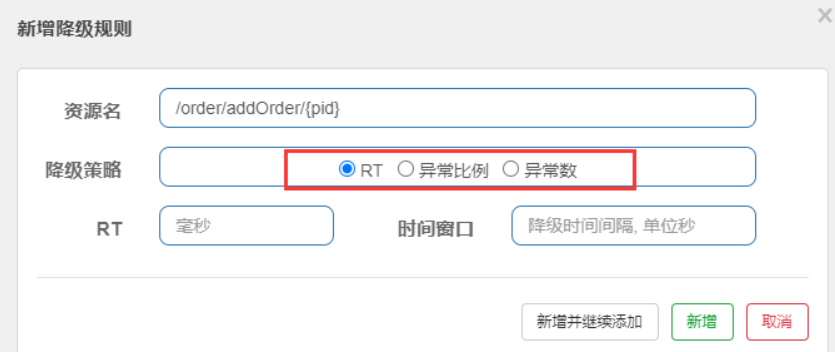 新增降级规则
×
资源名 /order/addOrder/{pid}
降级策略 RT 异常比例 异常数
RT 毫秒 时间窗口 降级时间间隔, 单位秒
新增并继续添加 新增 取消